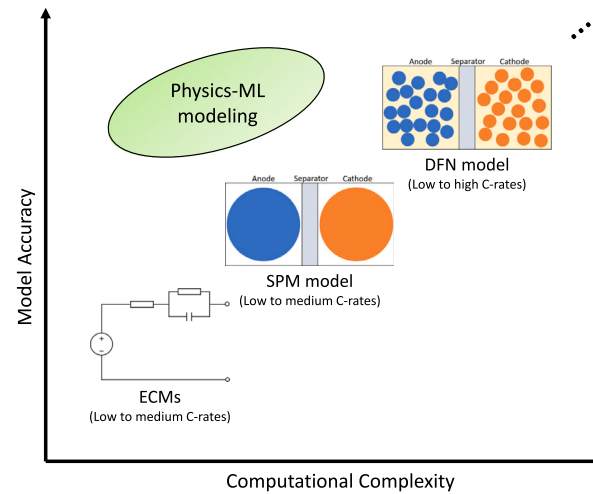 Model Accuracy
Physics-ML
modeling
Anode Separator Cathode
DFN model
(Low to high C-rates)
Anode Separator Cathode
SPM model
(Low to medium C-rates)
+
-
ECMs
(Low to medium C-rates)
Computational Complexity